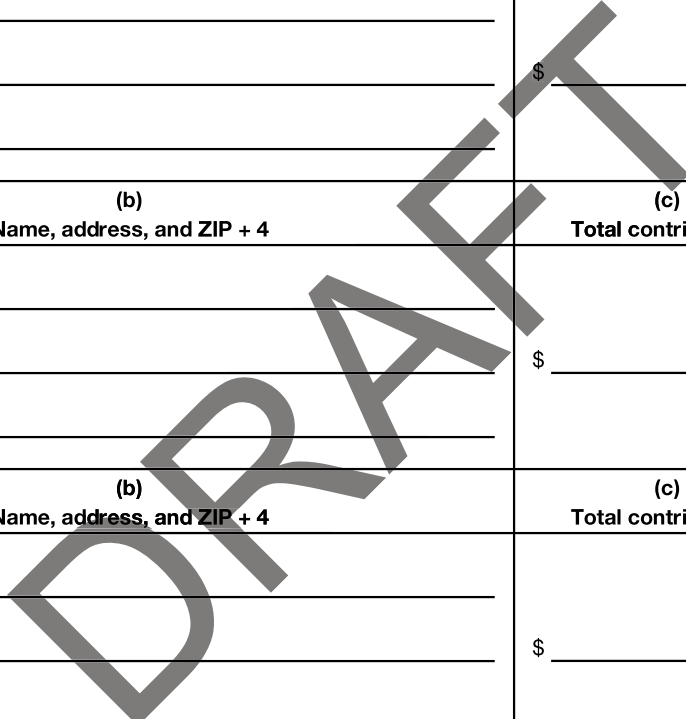 $
(b) (c)
Name, address, and ZIP + 4 Total contri
$
(b) (c)
Name, address, and ZIP + 4 Total contri
$
DRAFT